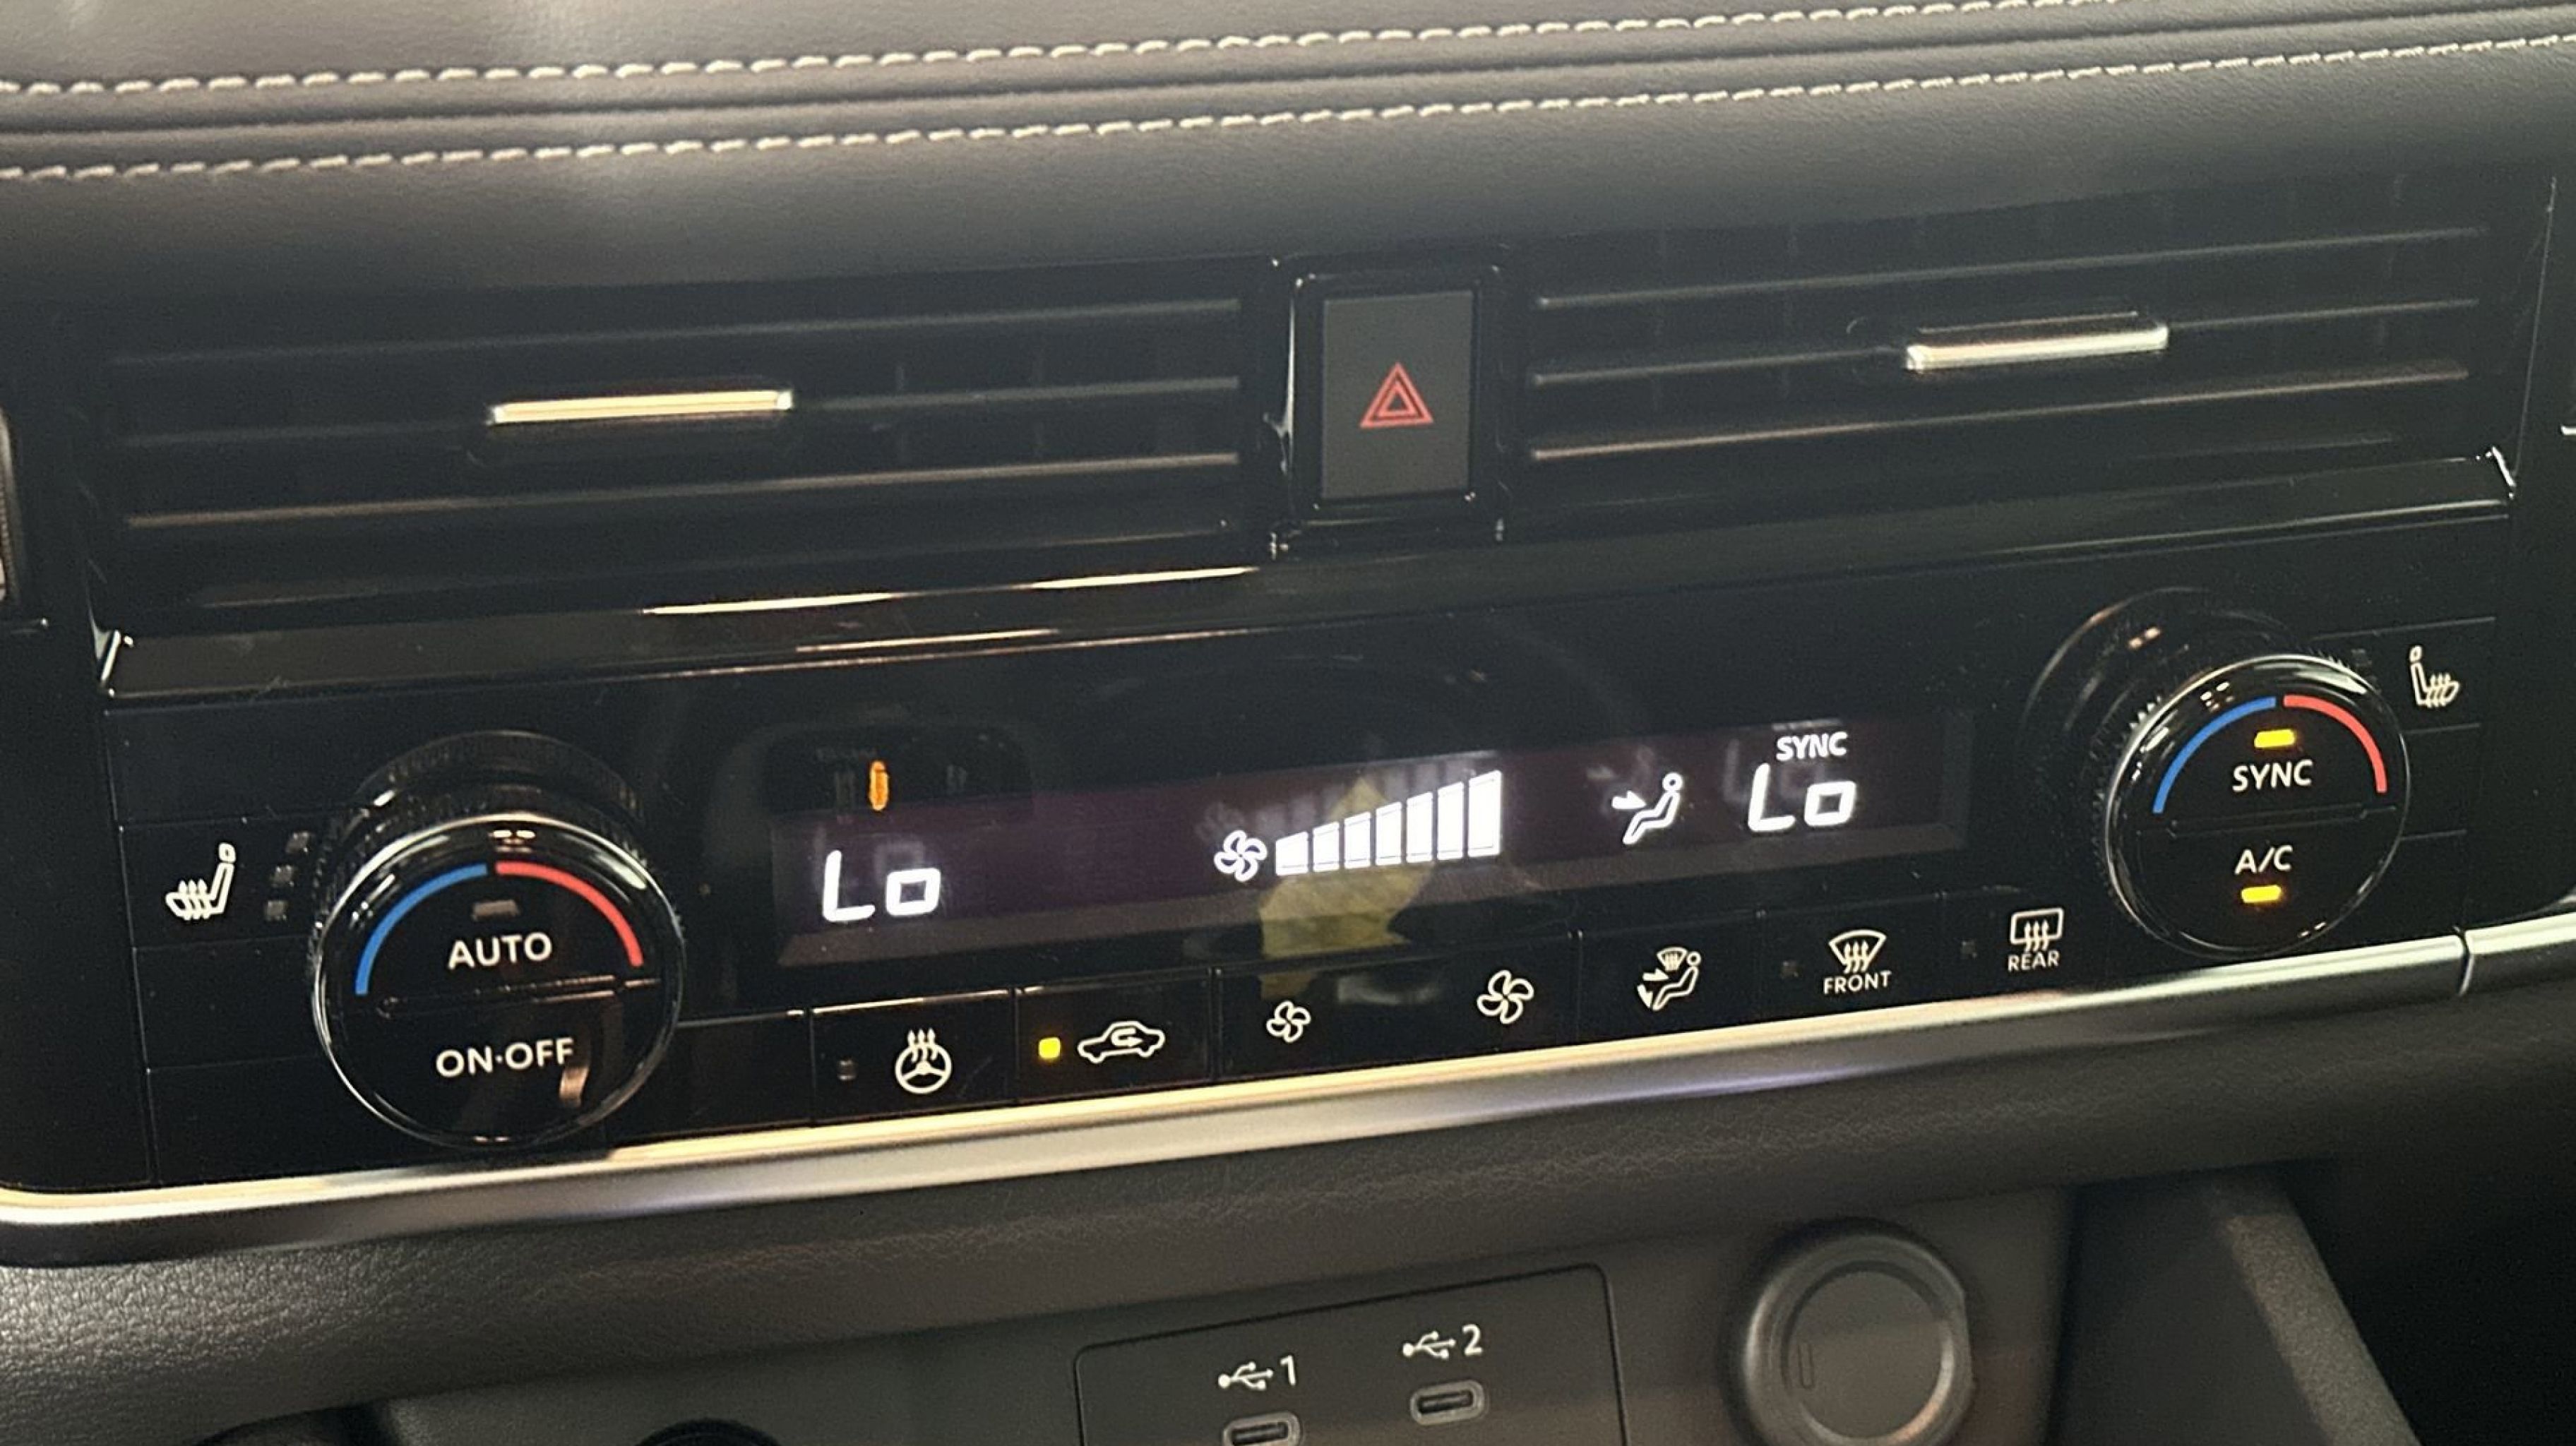 SYNC
Lo
Lo
SYNC
A/C
AUTO
ON·OFF
FRONT
REAR
1
2